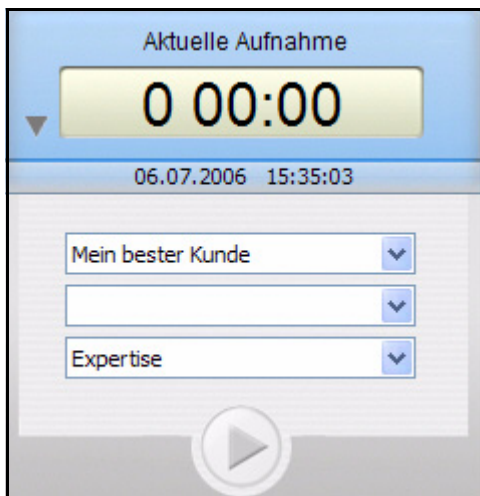 Aktuelle Aufnahme
0 00:00
06.07.2006 15:35:03
Mein bester Kunde
Expertise